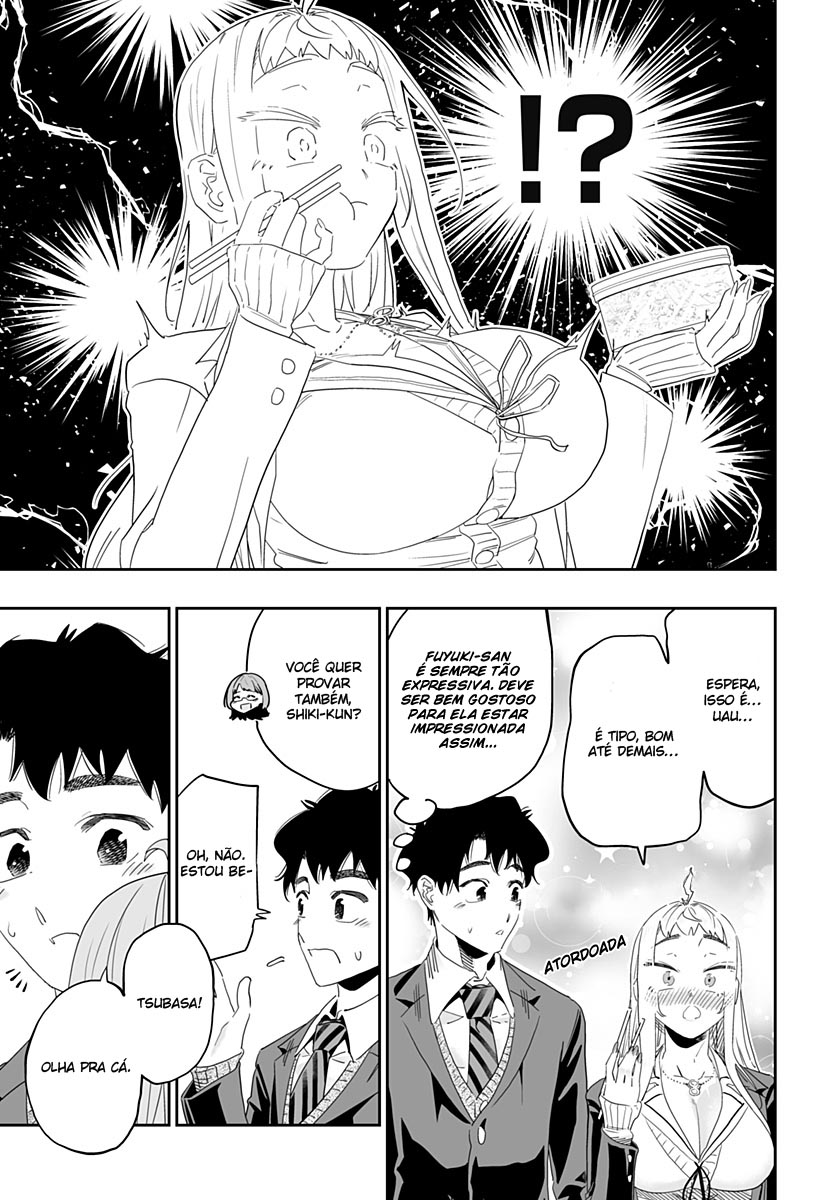 !?
ESPERA,
ISSO É...
UAU...
É TIPO, BOM
ATÉ DEMAIS...
FUYUKI-SAN
É SEMPRE TÃO
EXPRESSIVA. DEVE
SER BEM GOSTOSO
PARA ELA ESTAR
IMPRESSIONADA
ASSIM...
ATORDOADA
VOCÊ QUER
PROVAR
TAMBÉM,
SHIKI-KUN?
OH, NÃO.
ESTOU BE-
TSUBASA!
OLHA PRA CÁ.